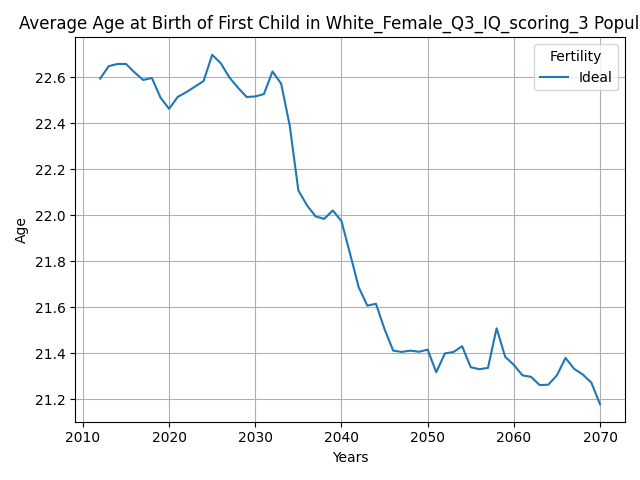 Average Age at Birth of First Child in White_Female_Q3_IQ_scoring_3 Popul
Fertility
Ideal
22.6
22.4
22.2
22.0
21.8
21.6
21.4
21.2
Age
2010 2020 2030 2040 2050 2060 2070
Years